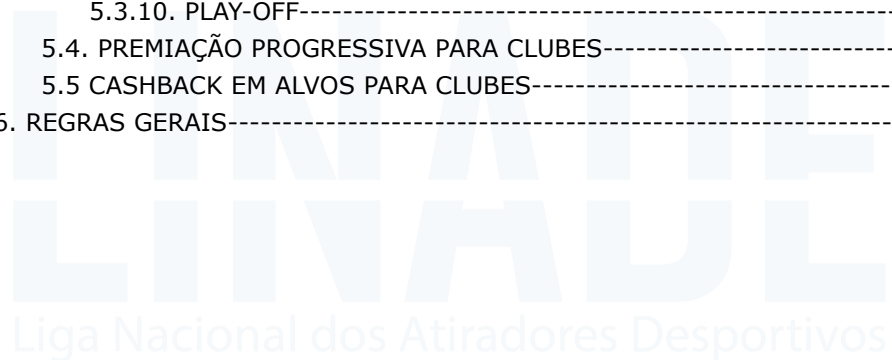 5.3.10. PLAY-OFF------------------------------------------------------------------
5.4. PREMIAÇÃO PROGRESSIVA PARA CLUBES--------------------------------
5.5 CASHBACK EM ALVOS PARA CLUBES----------------------------------------
6. REGRAS GERAIS--------------------------------------------------------------------------
LINADE
Liga Nacional dos Atiradores Desportivos